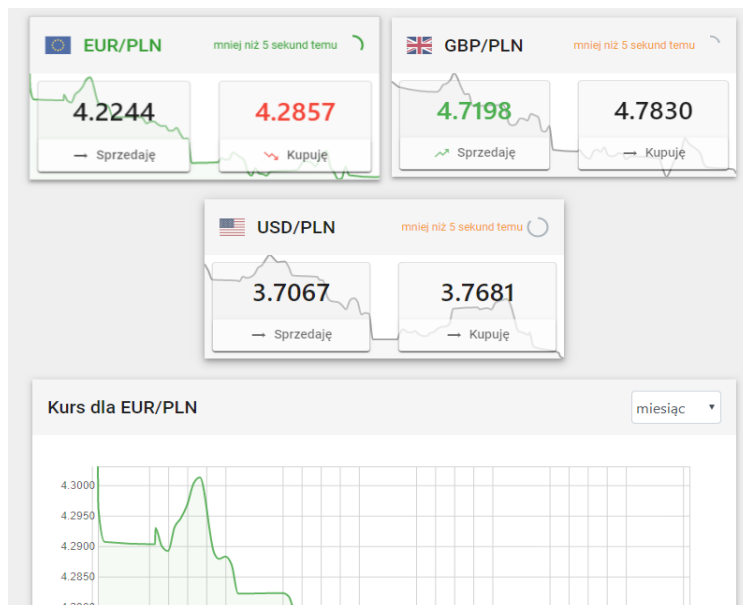 EUR/PLN mniej niż 5 sekund temu
4.2244 4.2857
Sprzedaję Kupuję
GBP/PLN mniej niż 5 sekund temu
4.7198 4.7830
Sprzedaję Kupuję
USD/PLN mniej niż 5 sekund temu
3.7067 3.7681
Sprzedaję Kupuję
Kurs dla EUR/PLN miesiąc
4.3000
4.2950
4.2900
4.2850